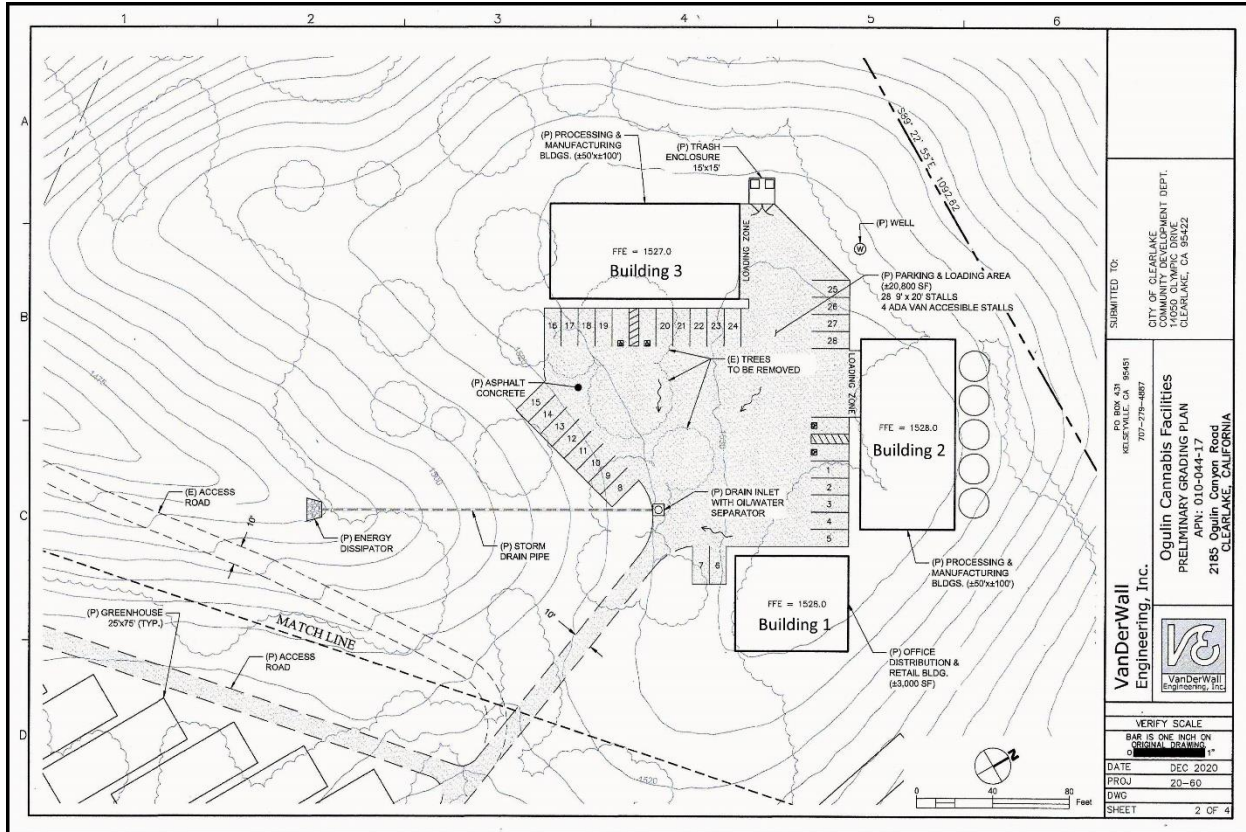 1
2
3
4
5
6
A
B
C
D
(P) PROCESSING &
MANUFACTURING
BLDGS. (±50'x±100')
(P) TRASH
ENCLOSURE
15'x15'
S89° 22' 55"E 1092.62
(P) WELL
W
FFE = 1527.0
Building 3
LOADING ZONE
(P) PARKING & LOADING AREA
(±20,800 SF)
28 9' x 20' STALLS
4 ADA VAN ACCESIBLE STALLS
25
26
27
28
16
17
18
19
20
21
22
23
24
(E) TREES
TO BE REMOVED
(P) ASPHALT
CONCRETE
LOADING ZONE
FFE = 1528.0
Building 2
15
14
13
12
11
10
9
8
1
2
3
4
5
7
6
1500
(E) ACCESS
ROAD
10'
(P) ENERGY
DISSIPATOR
(P) STORM
DRAIN PIPE
(P) DRAIN INLET
WITH OIL/WATER
SEPARATOR
(P) PROCESSING &
MANUFACTURING
BLDGS. (±50'x±100')
FFE = 1528.0
Building 1
(P) GREENHOUSE
25'x75' (TYP.)
MATCH LINE
(P) ACCESS
ROAD
10'
(P) OFFICE
DISTRIBUTION &
RETAIL BLDG.
(±3,000 SF)
1520
N
0
40
80
Feet
SUBMITTED TO:
CITY OF CLEARLAKE
COMMUNITY DEVELOPMENT DEPT.
14050 OLYMPIC DRIVE
CLEARLAKE, CA 95422
PO BOX 431
KELSEYVILLE, CA 95451
707-279-4887
VanDerWall
Engineering, Inc.
Ogulin Cannabis Facilities
PRELIMINARY GRADING PLAN
APN: 010-044-17
2185 Ogulin Canyon Road
CLEARLAKE, CALIFORNIA
VE
VanDerWall
Engineering, Inc.
VERIFY SCALE
BAR IS ONE INCH ON
ORIGINAL DRAWING
0 1"
DATE DEC 2020
PROJ 20-60
DWG
SHEET 2 OF 4